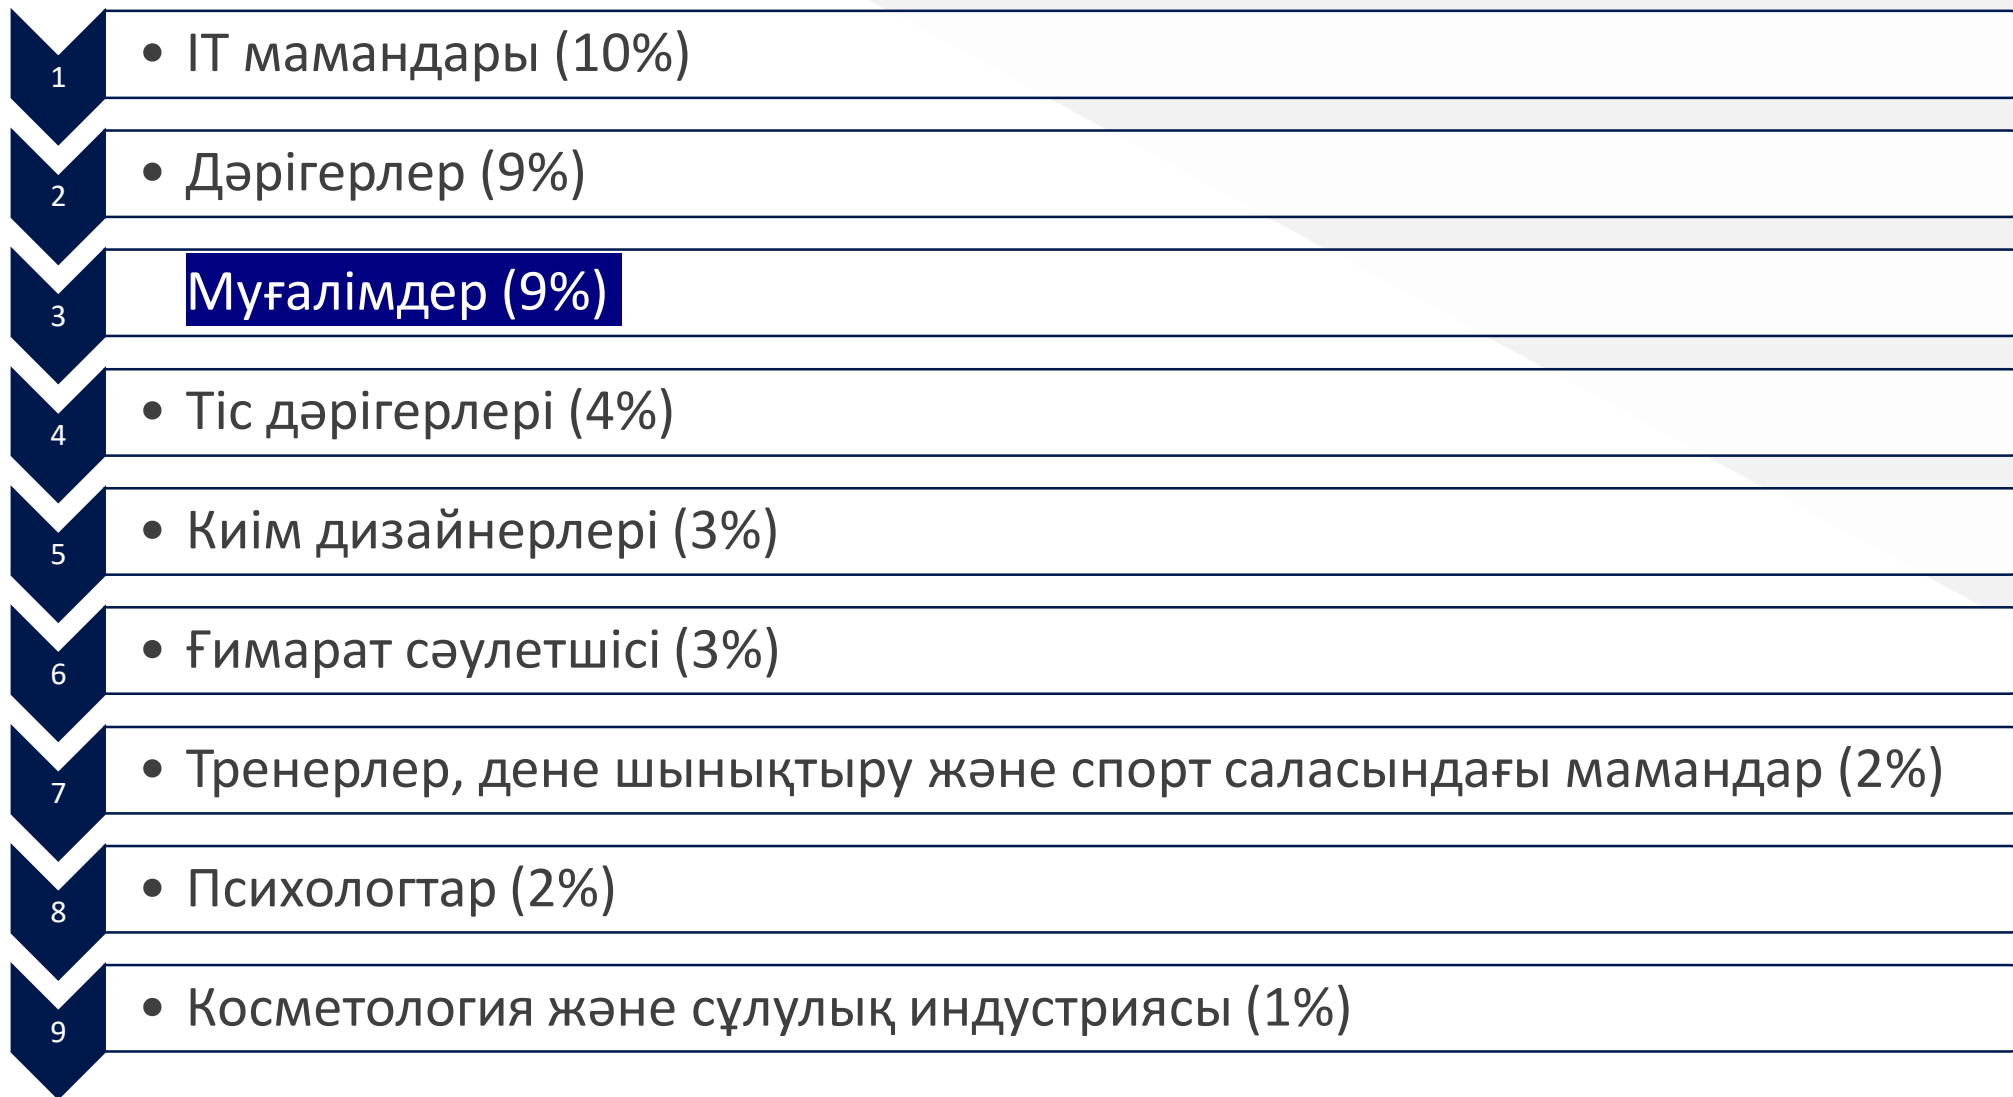 1
• IT мамандары (10%)
2
• Дәрігерлер (9%)
3
Муғалімдер (9%)
4
• Тіс дәрігерлері (4%)
5
• Киім дизайнерлері (3%)
6
• Ғимарат сәулетшісі (3%)
7
• Тренерлер, дене шынықтыру және спорт саласындағы мамандар (2%)
8
• Психологтар (2%)
9
• Косметология және сұлулық индустриясы (1%)